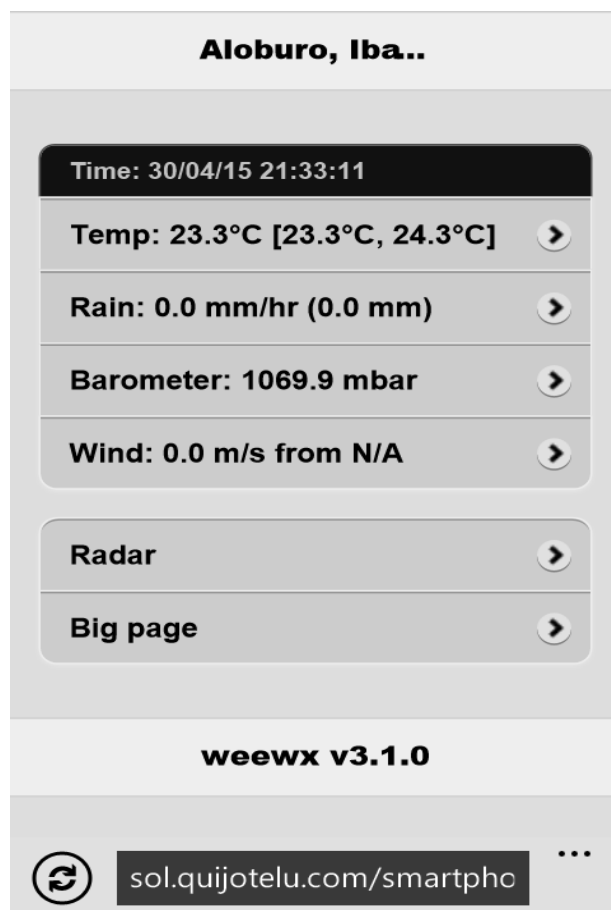 Aloburo, Iba...
Time: 30/04/15 21:33:11
Temp: 23.3°C [23.3°C, 24.3°C]
Rain: 0.0 mm/hr (0.0 mm)
Barometer: 1069.9 mbar
Wind: 0.0 m/s from N/A
Radar
Big page
weewx v3.1.0
sol.quijotelu.com/smartpho